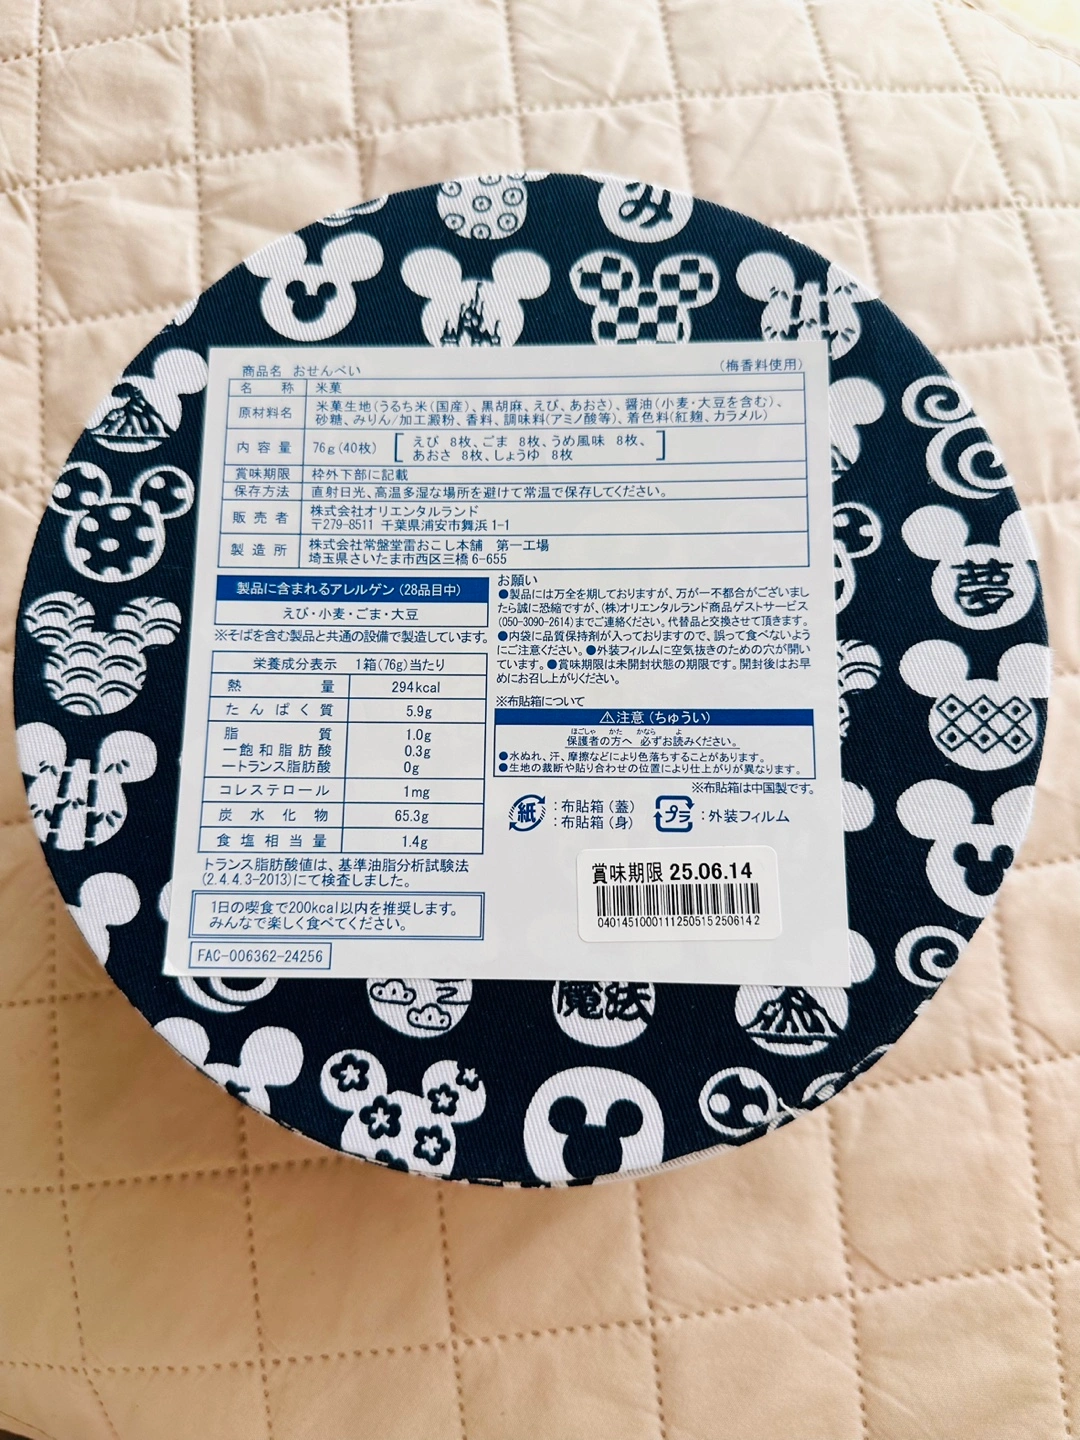 み
夢
魔法
商品名 おせんべい
(梅香料使用)
名称 米菓
原材料名 米菓生地(うるち米(国産)、黒胡麻、えび、あおさ)、醤油(小麦・大豆を含む)、
砂糖、みりん/加工澱粉、香料、調味料(アミノ酸等)、着色料(紅麹、カラメル)
内容量 76g(40枚) [えび 8枚、ごま 8枚、うめ風味 8枚、
あおさ 8枚、しょうゆ 8枚]
賞味期限 枠外下部に記載
保存方法 直射日光、高温多湿な場所を避けて常温で保存してください。
販売者 株式会社オリエンタルランド
〒279-8511 千葉県浦安市舞浜1-1
製造所 株式会社常盤堂雷おこし本舗 第一工場
埼玉県さいたま市西区三橋6-655
製品に含まれるアレルゲン(28品目中)
えび・小麦・ごま・大豆
※そばを含む製品と共通の設備で製造しています。
栄養成分表示 1箱(76g)当たり
熱量 294kcal
たんぱく質 5.9g
脂質 1.0g
ー飽和脂肪酸 0.3g
ートランス脂肪酸 0g
コレステロール 1mg
炭水化物 65.3g
食塩相当量 1.4g
トランス脂肪酸値は、基準油脂分析試験法
(2.4.4.3-2013)にて検査しました。
1日の喫食で200kcal以内を推奨します。
みんなで楽しく食べてください。
FAC-006362-24256
お願い
●製品には万全を期しておりますが、万が一不都合がございまし
たら誠に恐縮ですが、(株)オリエンタルランド商品ゲストサービス
(050-3090-2614)までご連絡ください。代替品と交換させて頂きます。
●内袋に品質保持剤が入っておりますので、誤って食べないよう
にご注意ください。●外装フィルムに空気抜きのための穴が開い
ています。●賞味期限は未開封状態の期限です。開封後はお早
めにお召し上がりください。
※布貼箱について
⚠注意(ちゅうい)
ほごしゃ かた かなら よ
保護者の方へ 必ずお読みください。
●水ぬれ、汗、摩擦などにより色落ちすることがあります。
●生地の裁断や貼り合わせの位置により仕上がりが異なります。
※布貼箱は中国製です。
紙 :布貼箱(蓋)
:布貼箱(身)
プラ :外装フィルム
賞味期限 25.06.14
0401451000111250515250614 2